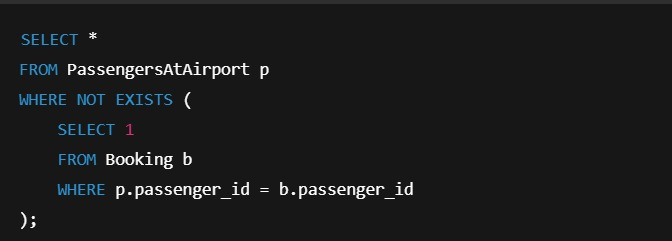 SELECT *
FROM PassengersAtAirport p
WHERE NOT EXISTS (
    SELECT 1
    FROM Booking b
    WHERE p.passenger_id = b.passenger_id
);